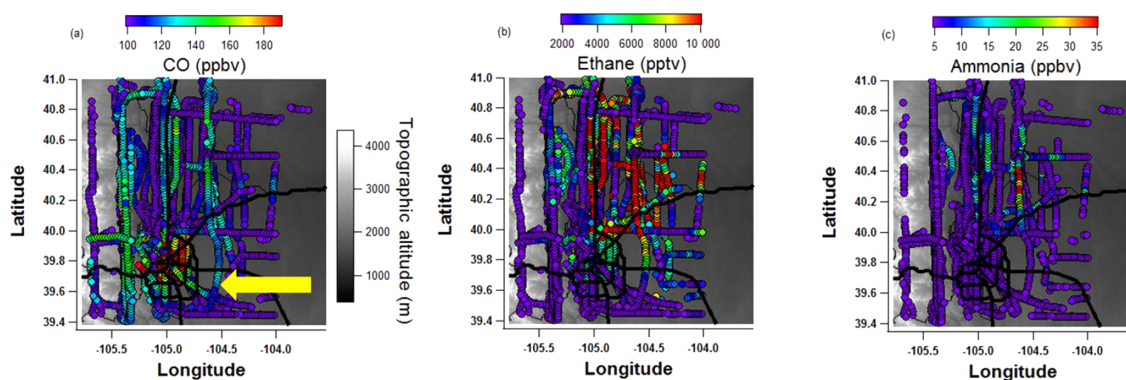 (a)
100 120 140 160 180
CO (ppbv)
41.0
40.8
40.6
40.4
40.2
40.0
39.8
39.6
39.4
Latitude
-105.5 -105.0 -104.5 -104.0
Longitude
4000
3000
2000
1000
Topographic altitude (m)
(b)
2000 4000 6000 8000 10 000
Ethane (pptv)
41.0
40.8
40.6
40.4
40.2
40.0
39.8
39.6
39.4
Latitude
-105.5 -105.0 -104.5 -104.0
Longitude
(c)
5 10 15 20 25 30 35
Ammonia (ppbv)
41.0
40.8
40.6
40.4
40.2
40.0
39.8
39.6
39.4
Latitude
-105.5 -105.0 -104.5 -104.0
Longitude